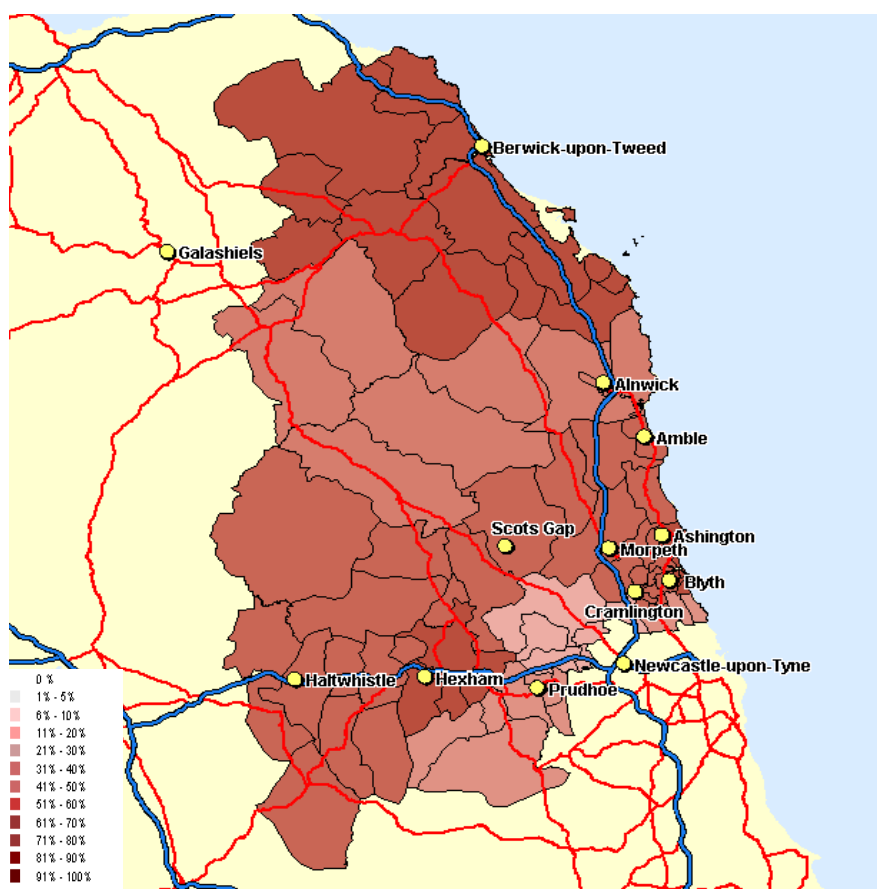 Berwick-upon-Tweed
Galashiels
Alnwick
Amble
Scots Gap
Ashington
Morpeth
Blyth
Cramlington
Newcastle-upon-Tyne
Haltwhistle
Hexham
Prudhoe
0 %
1% - 5%
6% - 10%
11% - 20%
21% - 30%
31% - 40%
41% - 50%
51% - 60%
61% - 70%
71% - 80%
81% - 90%
91% - 100%